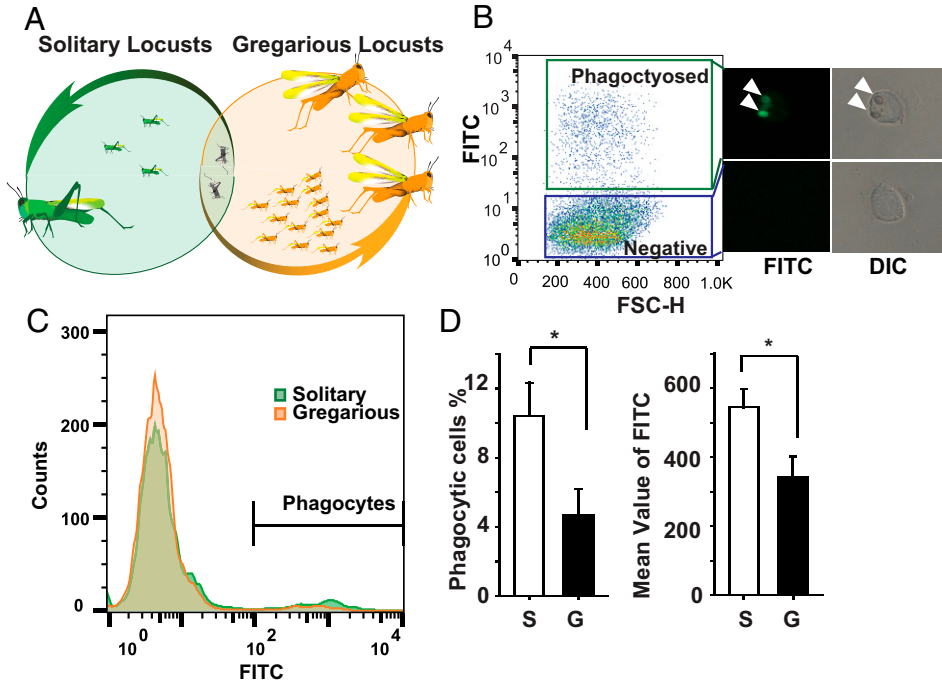 A
Solitary Locusts Gregarious Locusts
B
FITC
10 4
10 3
10 2
10 1
10 0
Phagoctyosed
Negative
0 200 400 600 800 1.0K
FSC-H
FITC DIC
C
Counts
300
200
100
0
Solitary
Gregarious
Phagocytes
10 0 10 2 10 4
FITC
D
Phagocytic cells %
12
8
4
0
*
S G
Mean Value of FITC
600
400
200
0
*
S G